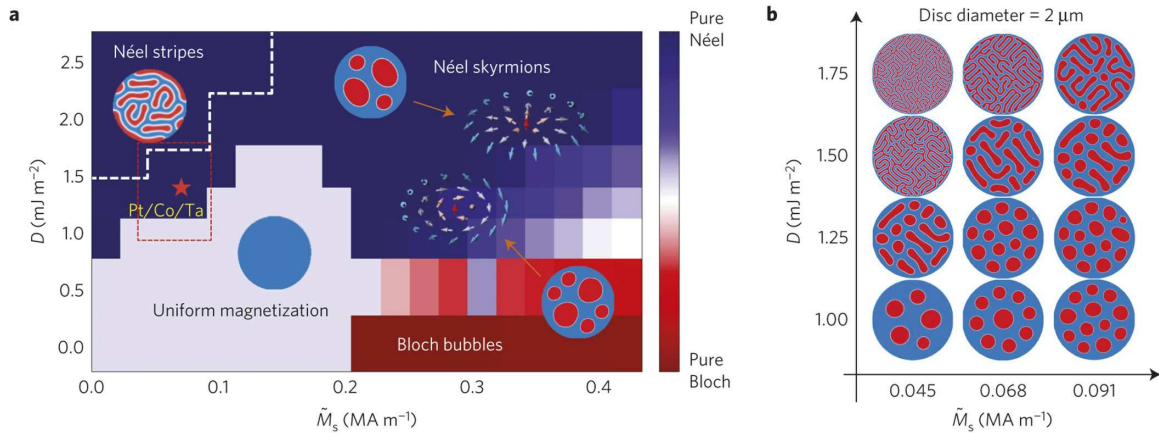 a
Néel stripes
Néel skyrmions
Pt/Co/Ta
Uniform magnetization
Bloch bubbles
D (mJ m⁻²)
2.5
2.0
1.5
1.0
0.5
0.0
0.0 0.1 0.2 0.3 0.4
M̃s (MA m⁻¹)
Pure
Néel
Pure
Bloch
b
Disc diameter = 2 μm
D (mJ m⁻²)
1.75
1.50
1.25
1.00
0.045 0.068 0.091
M̃s (MA m⁻¹)